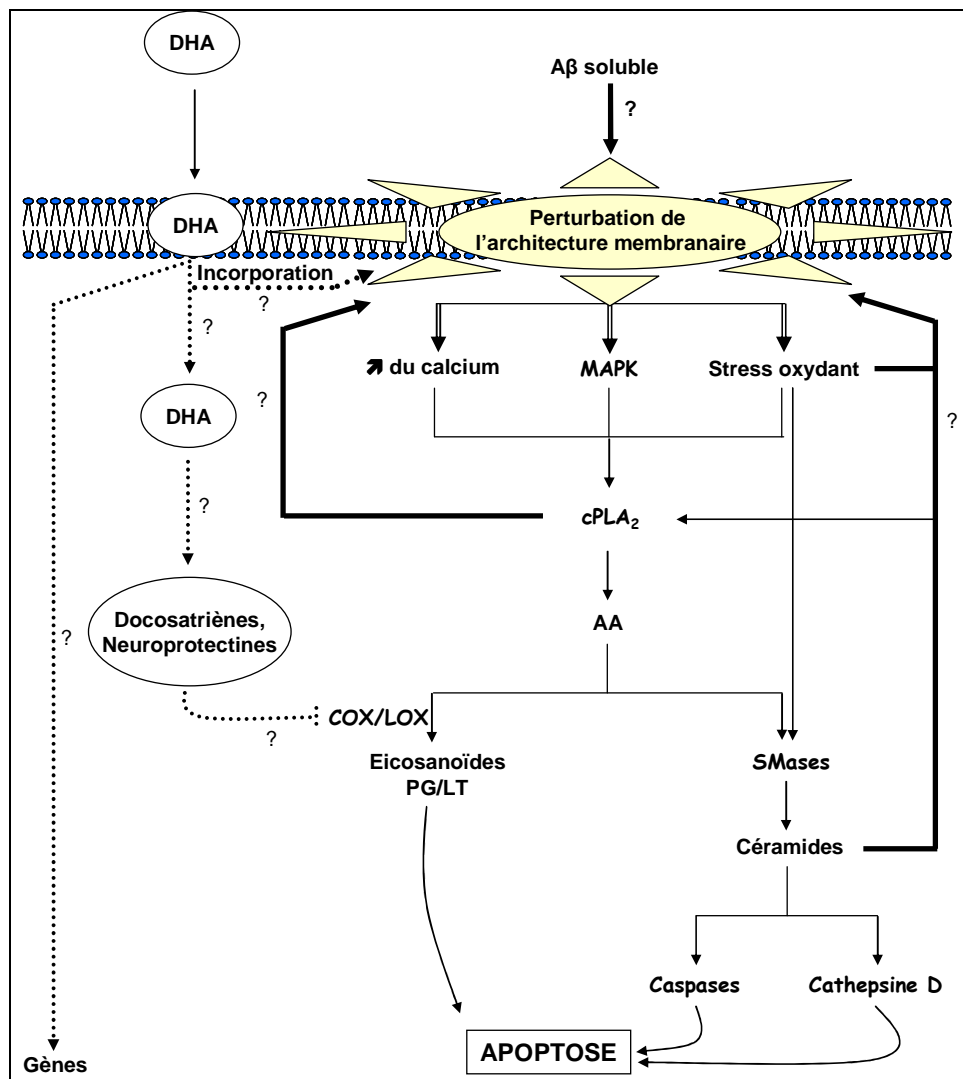 DHA
Aβ soluble
?
DHA
Perturbation de
l'architecture membranaire
Incorporation
?
?
↗ du calcium
MAPK
Stress oxydant
?
?
DHA
?
cPLA₂
Docosatriènes,
Neuroprotectines
?
AA
COX/LOX
?
Eicosanoïdes
PG/LT
SMases
Céramides
Caspases
Cathepsine D
APOPTOSE
Gènes